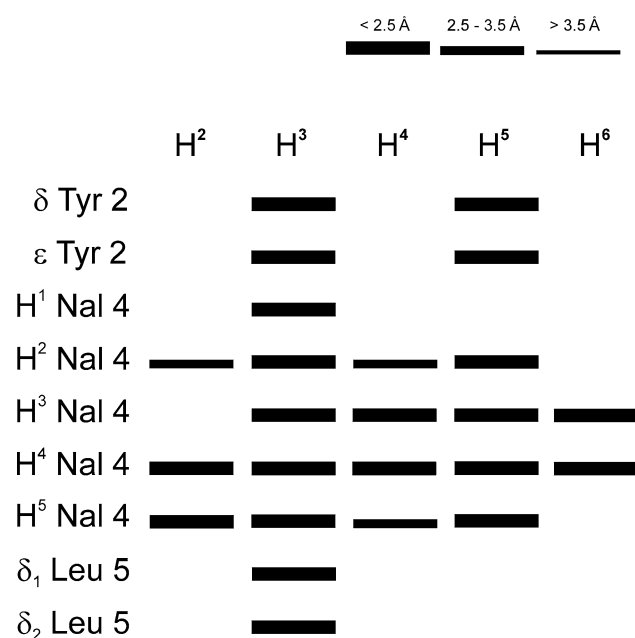 < 2.5 Å 2.5 - 3.5 Å > 3.5 Å
H² H³ H⁴ H⁵ H⁶
δ Tyr 2
ε Tyr 2
H¹ Nal 4
H² Nal 4
H³ Nal 4
H⁴ Nal 4
H⁵ Nal 4
δ₁ Leu 5
δ₂ Leu 5